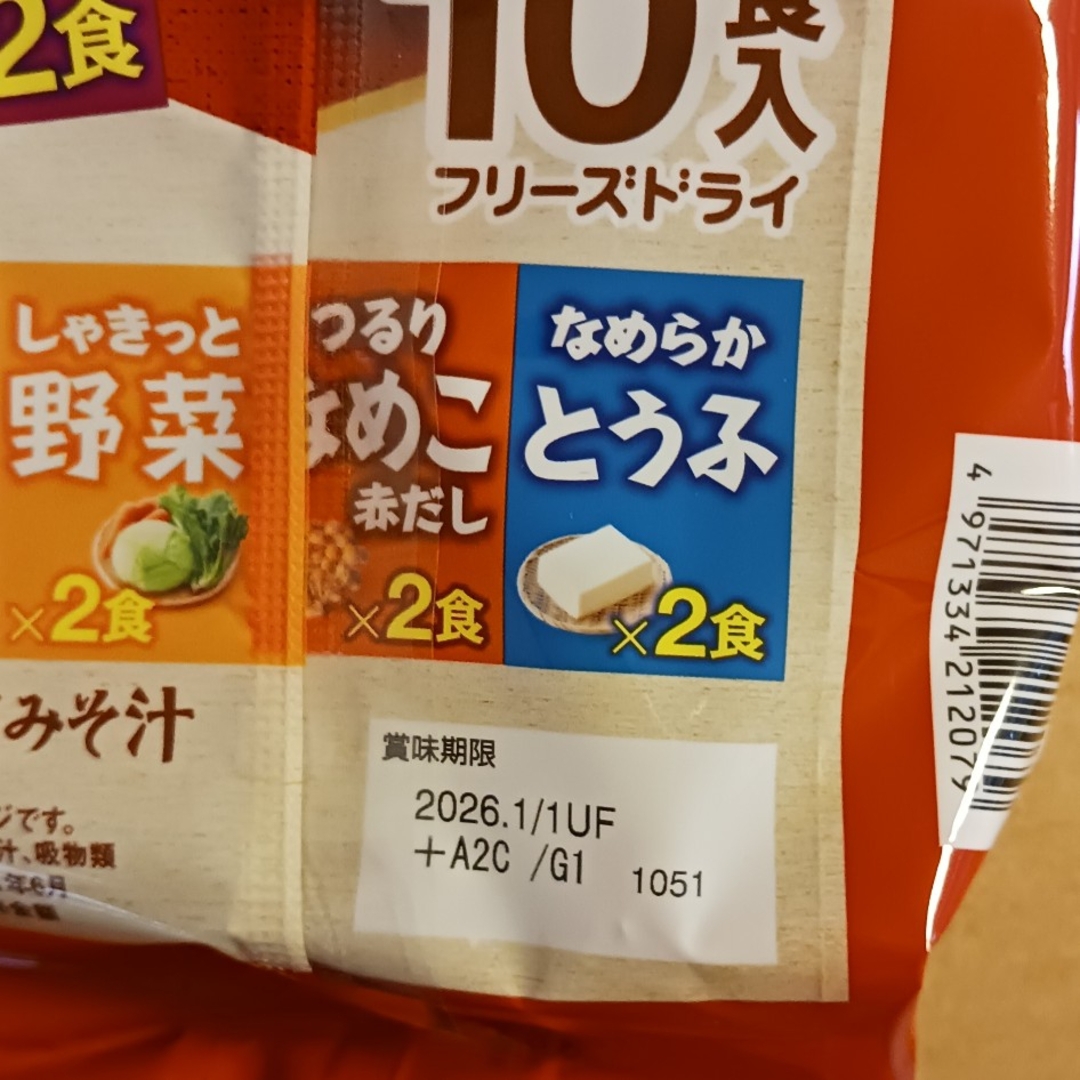 2食
10食入
フリーズドライ
しゃきっと
野菜
×2食
つるり
なめこ
赤だし
×2食
なめらか
とうふ
×2食
みそ汁
賞味期限
2026.1/1UF
+A2C /G1 1051
です。
汁、吸物類
年6月
4 971334 212079